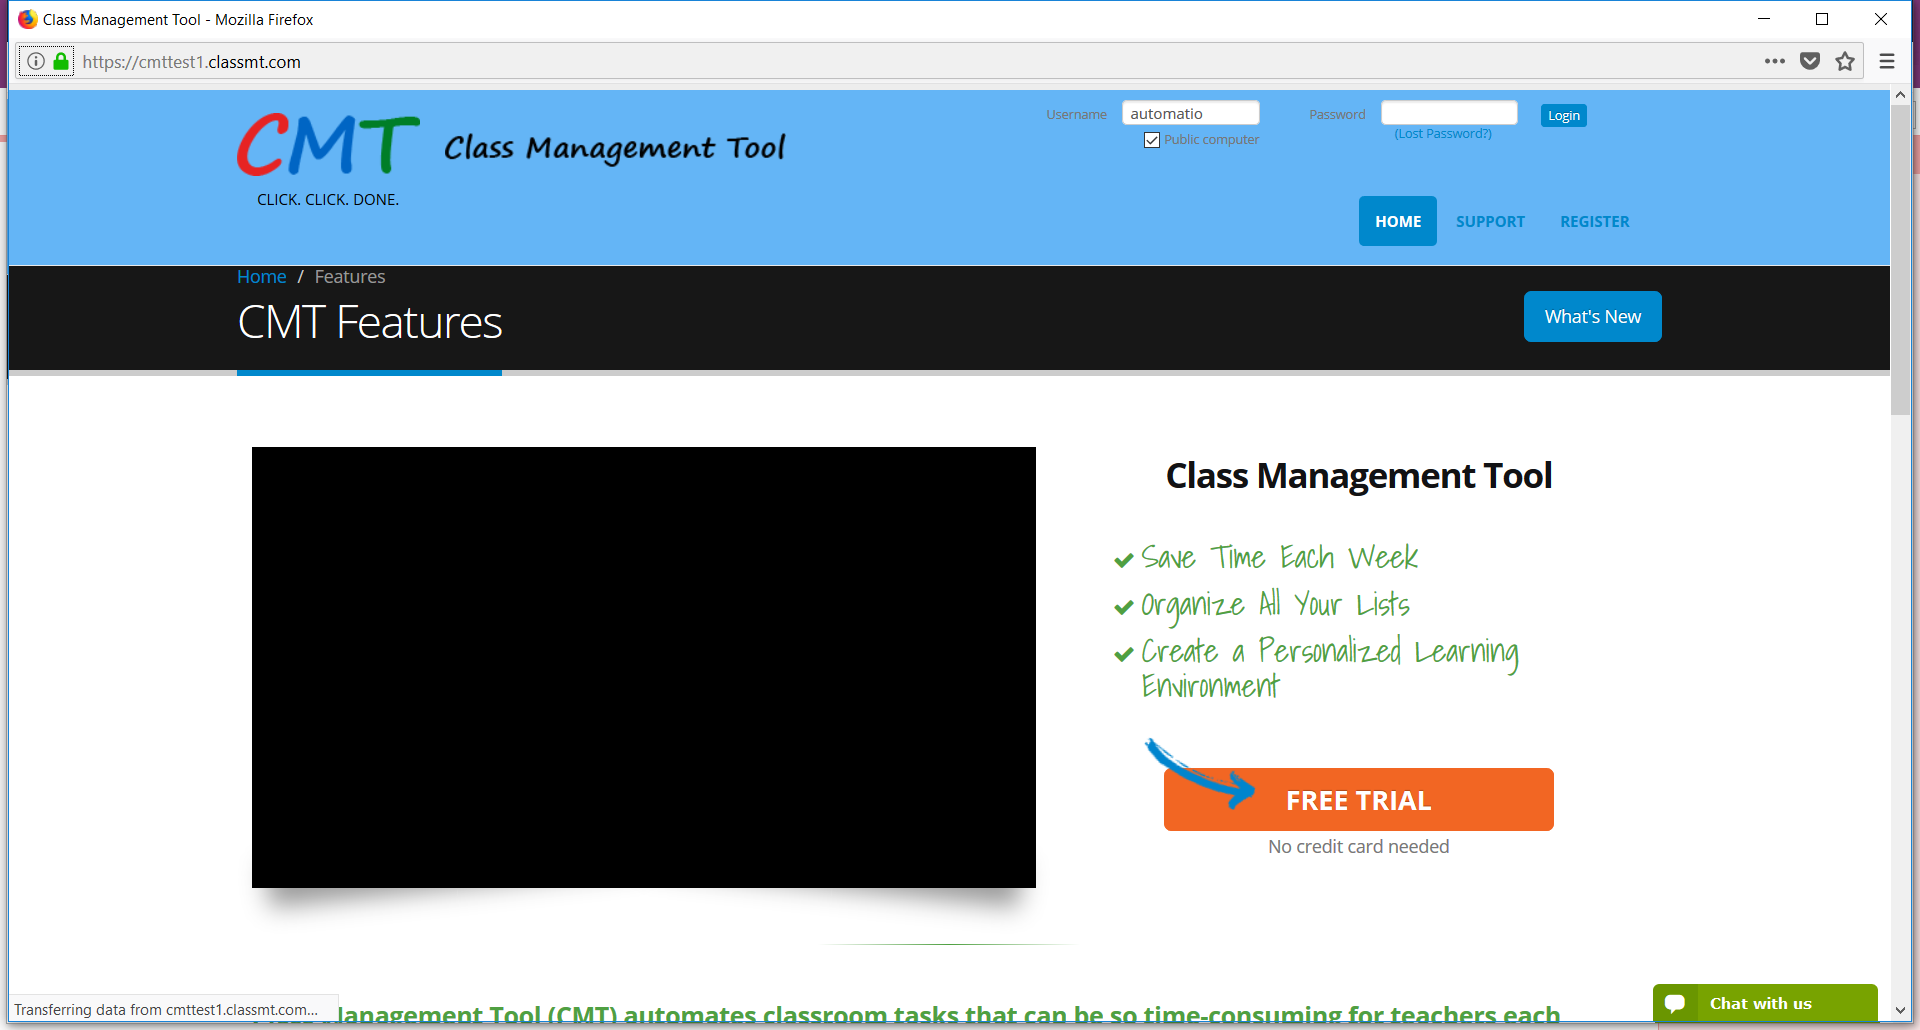 Class Management Tool - Mozilla Firefox
https://cmttest1.classmt.com
CMT Class Management Tool
CLICK. CLICK. DONE.
Username automatio Password Login
Public computer (Lost Password?)
HOME SUPPORT REGISTER
Home / Features
CMT Features
What's New
Class Management Tool
Save Time Each Week
Organize All Your Lists
Create a Personalized Learning
Environment
FREE TRIAL
No credit card needed
Management Tool (CMT) automates classroom tasks that can be so time-consuming for teachers each
Transferring data from cmttest1.classmt.com...
Chat with us